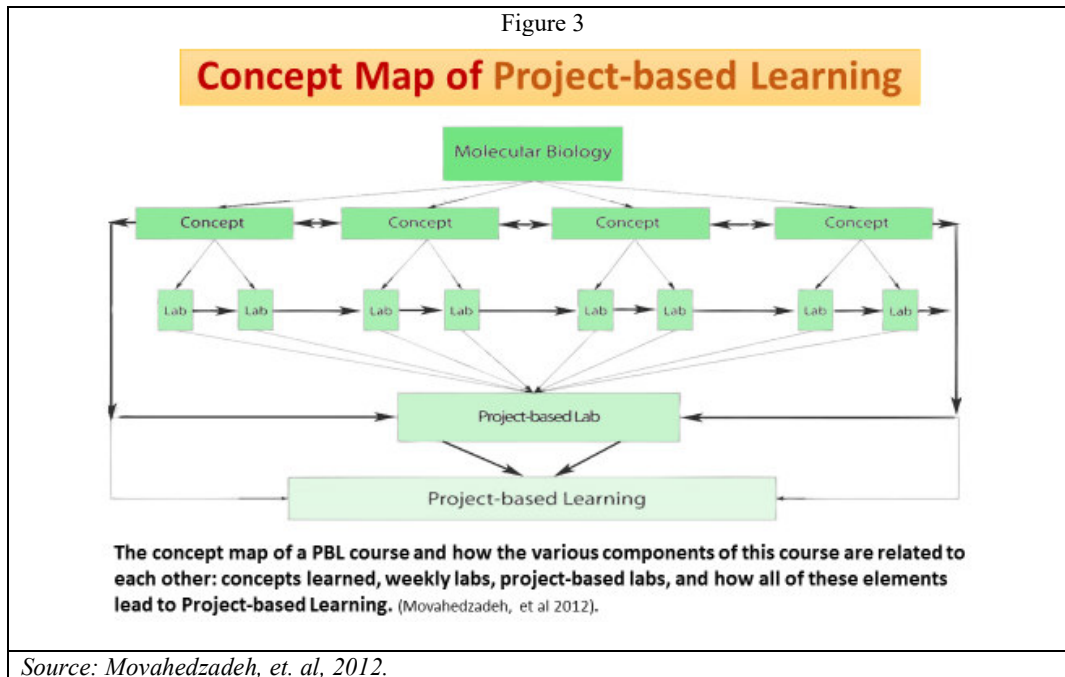 Figure 3
Concept Map of Project-based Learning
Molecular Biology
Concept Concept Concept Concept
Lab Lab Lab Lab Lab Lab Lab Lab
Project-based Lab
Project-based Learning
The concept map of a PBL course and how the various components of this course are related to
each other: concepts learned, weekly labs, project-based labs, and how all of these elements
lead to Project-based Learning. (Movahedzadeh, et al 2012).
Source: Movahedzadeh, et. al, 2012.